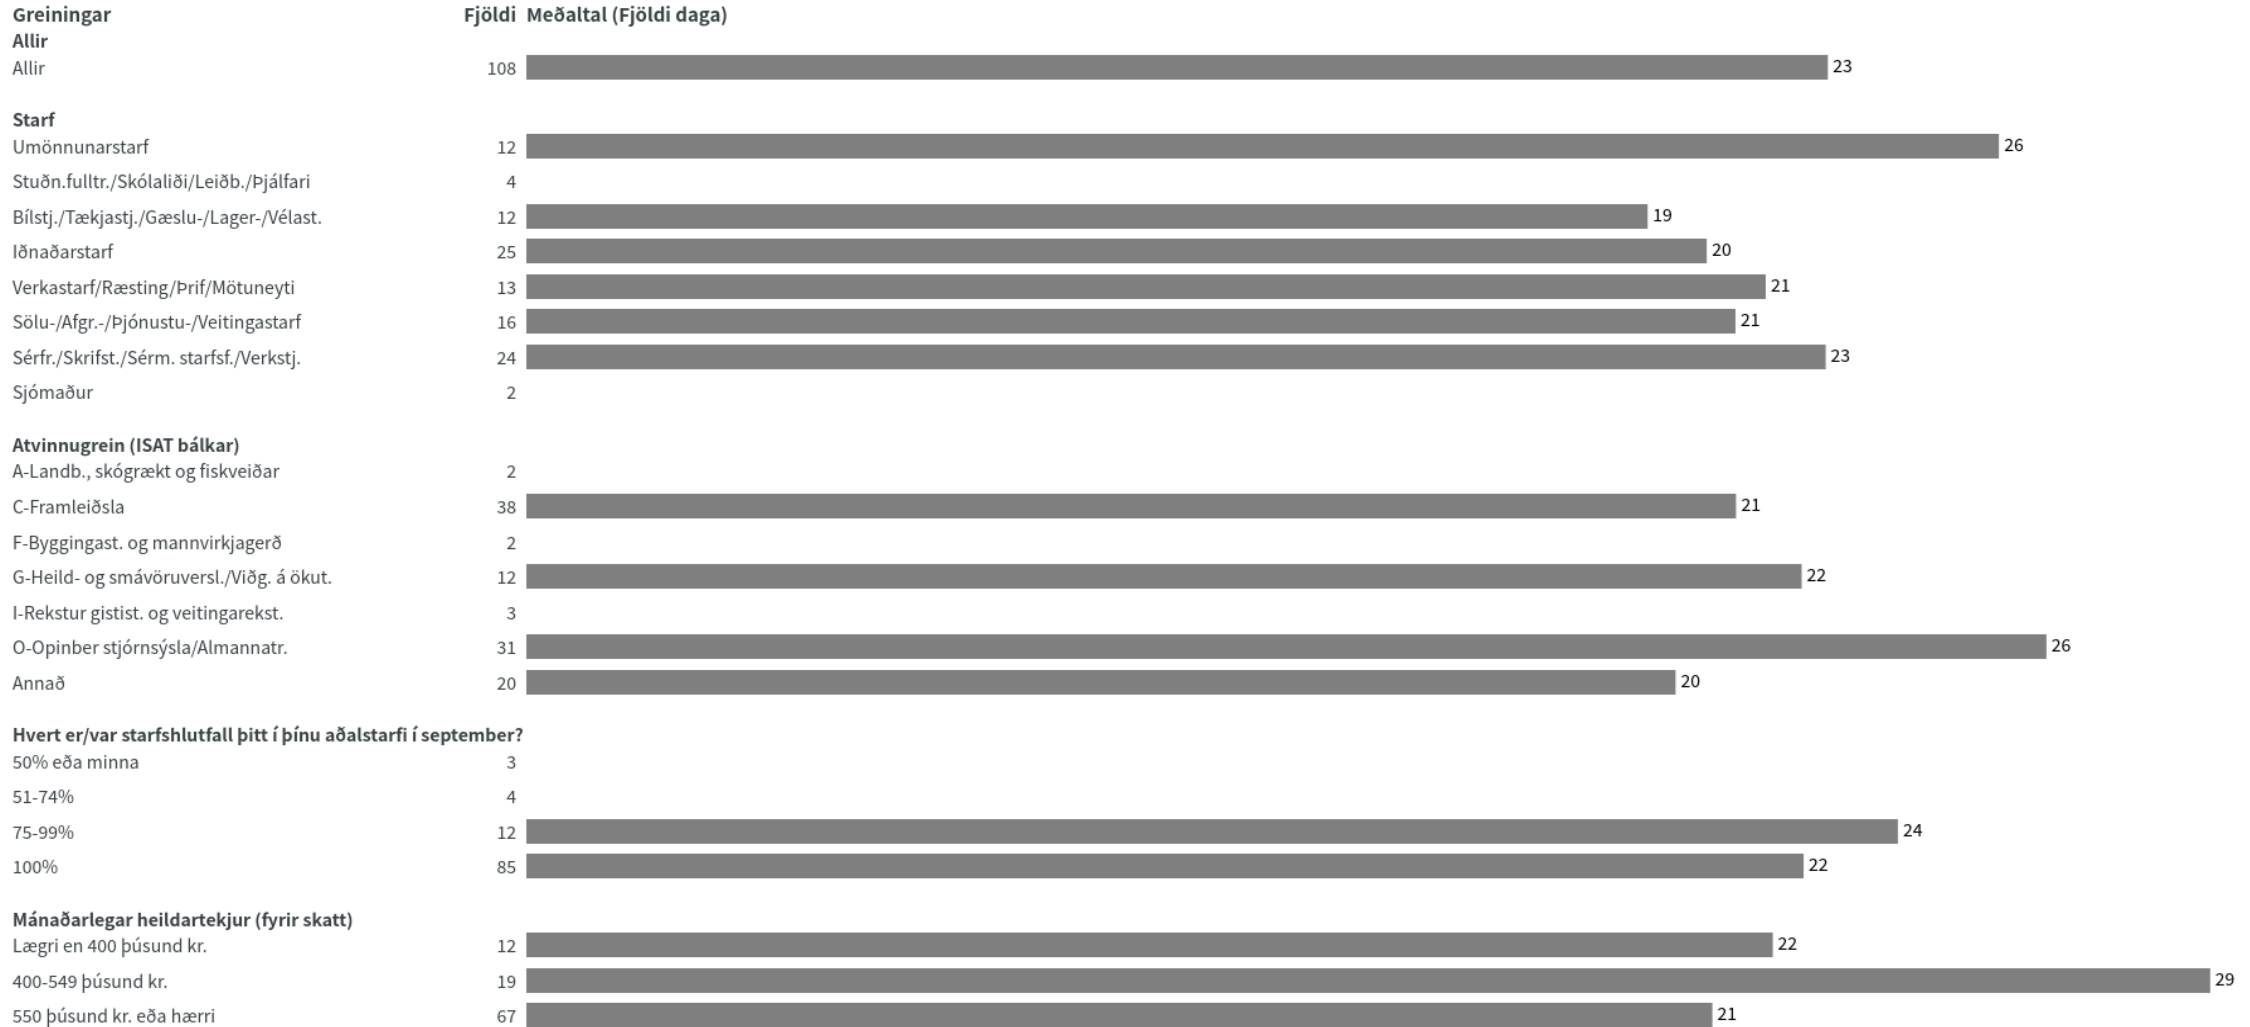 Greiningar Fjöldi Meðaltal (Fjöldi daga)
Allir
Allir 108 23
Starf
Umönnunarstarf 12 26
Stuðn.fulltr./Skólaliði/Leiðb./Þjálfari 4
Bílstj./Tækjastj./Gæslu-/Lager-/Vélast. 12 19
Iðnaðarstarf 25 20
Verkastarf/Ræsting/Þrif/Mötuneyti 13 21
Sölu-/Afgr.-/Þjónustu-/Veitingastarf 16 21
Sérfr./Skrifst./Sérm. starfsf./Verkstj. 24 23
Sjómaður 2
Atvinnugrein (ISAT bálkar)
A-Landb., skógrækt og fiskveiðar 2
C-Framleiðsla 38 21
F-Byggingast. og mannvirkjagerð 2
G-Heild- og smávöruversl./Viðg. á ökut. 12 22
I-Rekstur gistist. og veitingarekst. 3
O-Opinber stjórnsýsla/Almannatr. 31 26
Annað 20 20
Hvert er/var starfshlutfall þitt í þínu aðalstarfi í september?
50% eða minna 3
51-74% 4
75-99% 12 24
100% 85 22
Mánaðarlegar heildartekjur (fyrir skatt)
Lægri en 400 þúsund kr. 12 22
400-549 þúsund kr. 19 29
550 þúsund kr. eða hærri 67 21